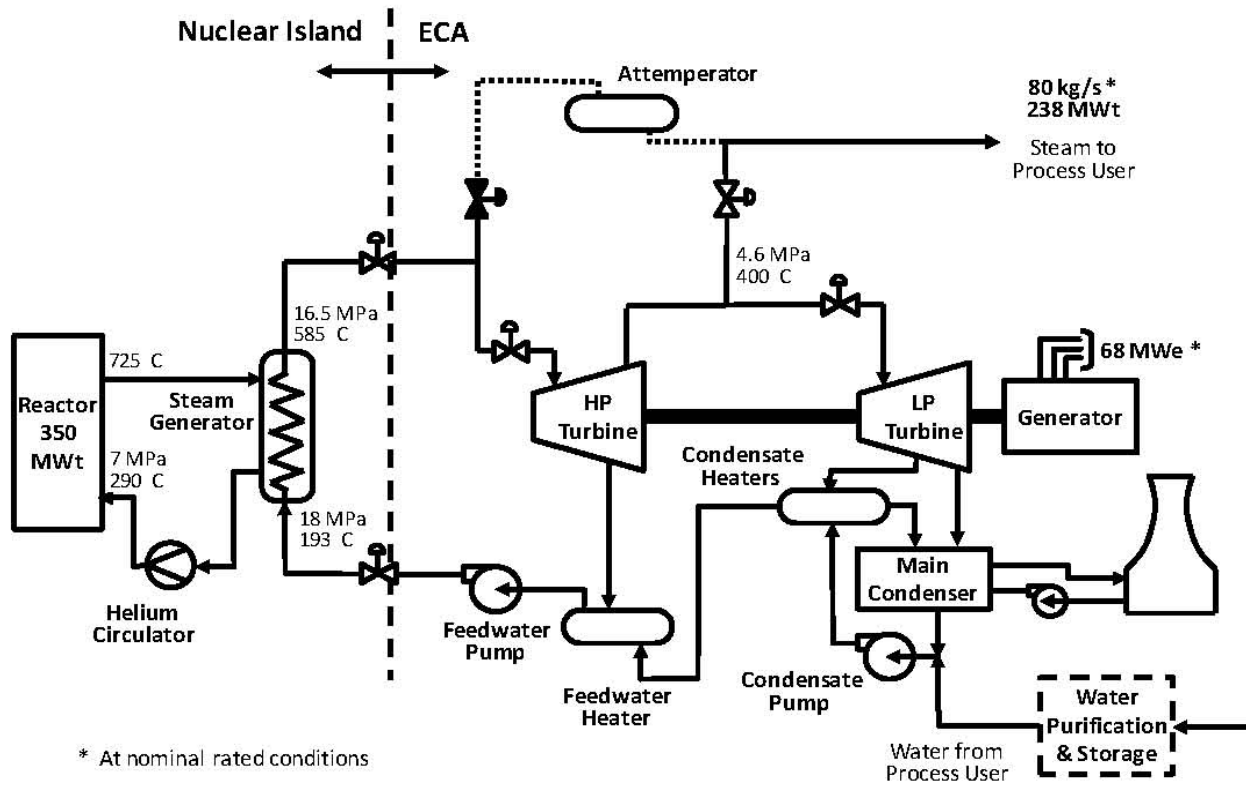 Nuclear Island
ECA
Attemperator
80 kg/s *
238 MWt
Steam to
Process User
4.6 MPa
400 C
16.5 MPa
585 C
725 C
Steam
Generator
Reactor
350
MWt
7 MPa
290 C
HP
Turbine
LP
Turbine
68 MWe *
Generator
Condensate
Heaters
18 MPa
193 C
Helium
Circulator
Feedwater
Pump
Feedwater
Heater
Main
Condenser
Condensate
Pump
Water
Purification
& Storage
Water from
Process User
* At nominal rated conditions